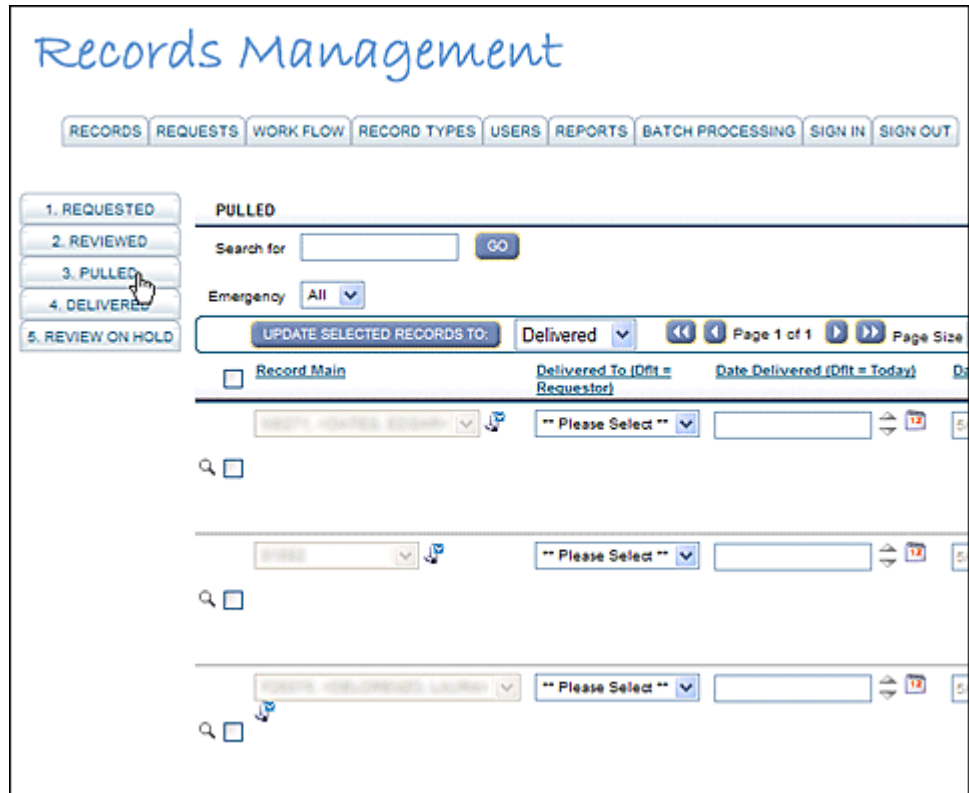 Records Management
RECORDS REQUESTS WORK FLOW RECORD TYPES USERS REPORTS BATCH PROCESSING SIGN IN SIGN OUT
1. REQUESTED
2. REVIEWED
3. PULLED
4. DELIVERED
5. REVIEW ON HOLD
PULLED
Search for GO
Emergency All
UPDATE SELECTED RECORDS TO: Delivered Page 1 of 1 Page Size
Record Main Delivered To (Dflt = Requestor) Date Delivered (Dflt = Today)
** Please Select ** 12
** Please Select ** 12
** Please Select ** 12